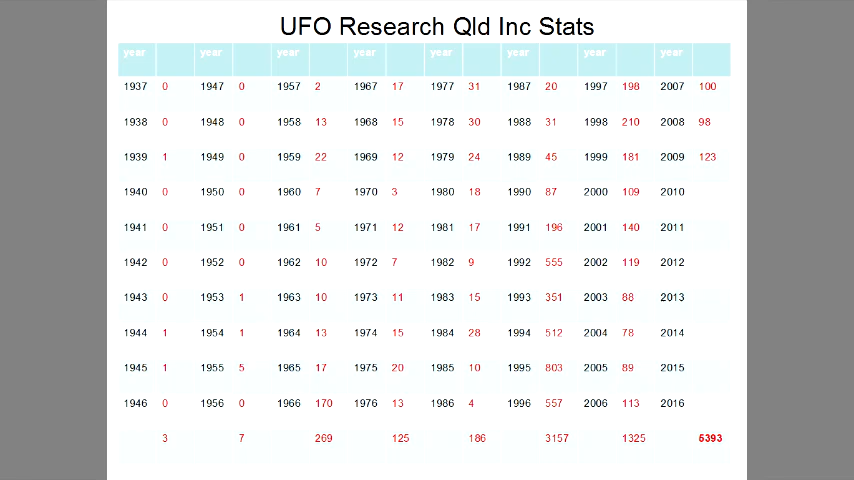 UFO Research Qld Inc Stats
year year year year year year year year
1937 0 1947 0 1957 2 1967 17 1977 31 1987 20 1997 198 2007 100
1938 0 1948 0 1958 13 1968 15 1978 30 1988 31 1998 210 2008 98
1939 1 1949 0 1959 22 1969 12 1979 24 1989 45 1999 181 2009 123
1940 0 1950 0 1960 7 1970 3 1980 18 1990 87 2000 109 2010
1941 0 1951 0 1961 5 1971 12 1981 17 1991 196 2001 140 2011
1942 0 1952 0 1962 10 1972 7 1982 9 1992 555 2002 119 2012
1943 0 1953 1 1963 10 1973 11 1983 15 1993 351 2003 88 2013
1944 1 1954 1 1964 13 1974 15 1984 28 1994 512 2004 78 2014
1945 1 1955 5 1965 17 1975 20 1985 10 1995 803 2005 89 2015
1946 0 1956 0 1966 170 1976 13 1986 4 1996 557 2006 113 2016
3 7 269 125 186 3157 1325 5393